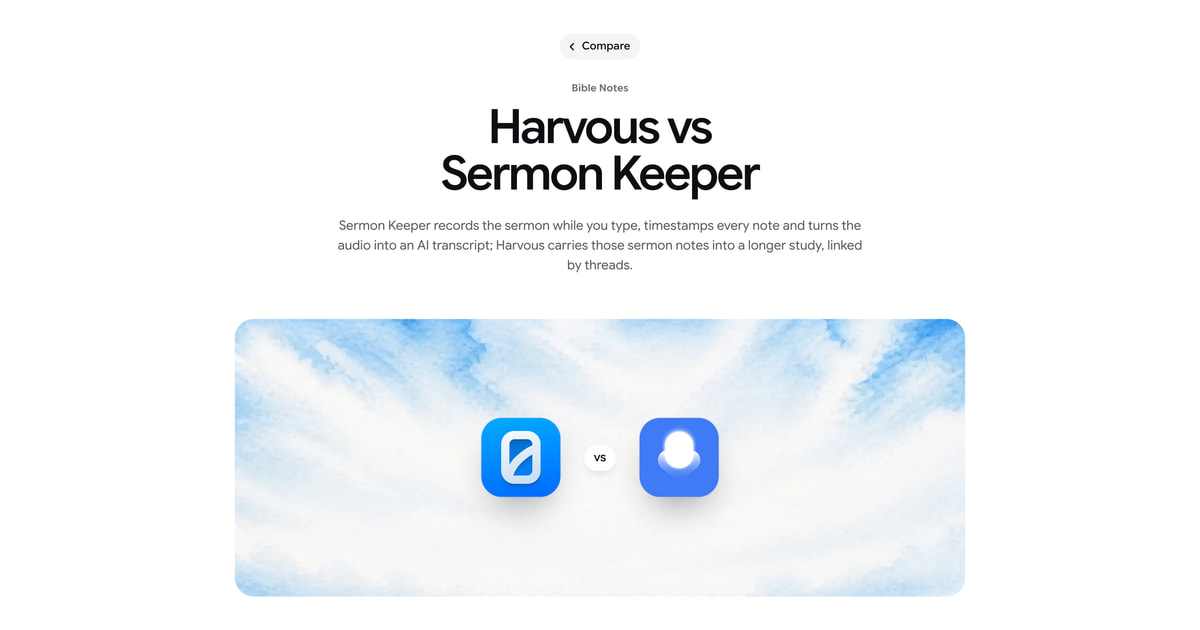 Compare
Bible Notes
Harvous vs
Sermon Keeper
Sermon Keeper records the sermon while you type, timestamps every note and turns the
audio into an AI transcript; Harvous carries those sermon notes into a longer study, linked
by threads.
vs